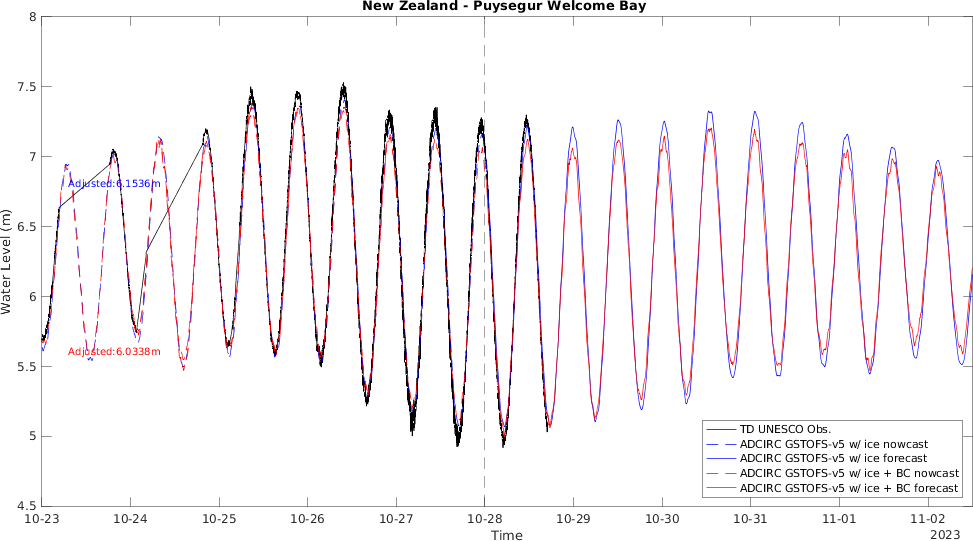 New Zealand - Puysegur Welcome Bay
8
7.5
7
6.5
6
5.5
5
4.5
Water Level (m)
Adjusted:6.1536m
Adjusted:6.0338m
TD UNESCO Obs.
ADCIRC GSTOFS-v5 w/ ice nowcast
ADCIRC GSTOFS-v5 w/ ice forecast
ADCIRC GSTOFS-v5 w/ ice + BC nowcast
ADCIRC GSTOFS-v5 w/ ice + BC forecast
10-23 10-24 10-25 10-26 10-27 10-28 10-29 10-30 10-31 11-01 11-02
Time 2023